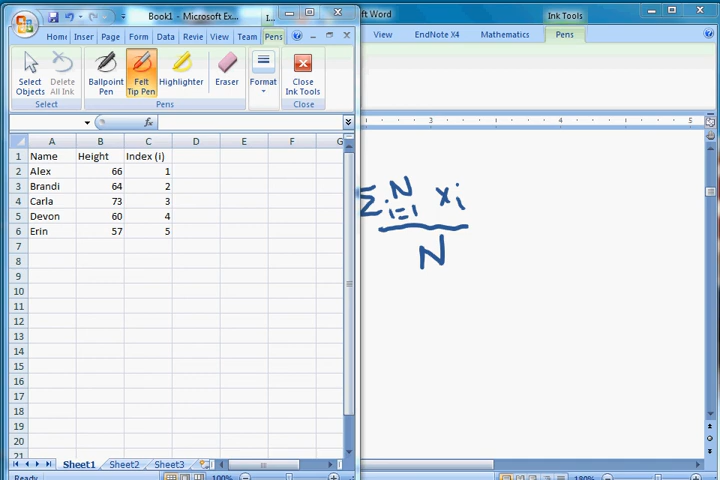 Book1 - Microsoft Ex...
I...
ft Word
Ink Tools
Home
Inser
Page
Form
Data
Revie
View
Team
Pens
View
EndNote X4
Mathematics
Pens
Select Objects
Delete All Ink
Ballpoint Pen
Felt Tip Pen
Highlighter
Eraser
Format
Close Ink Tools
Select
Pens
Close
fx
A B C D E F G
1 Name Height Index (i)
2 Alex 66 1
3 Brandi 64 2
4 Carla 73 3
5 Devon 60 4
6 Erin 57 5
7
8
9
10
11
12
13
14
15
16
17
18
19
20
21
3 4 5
Σ N i=1 xi
N
Sheet1 Sheet2 Sheet3
Ready
100%
180%